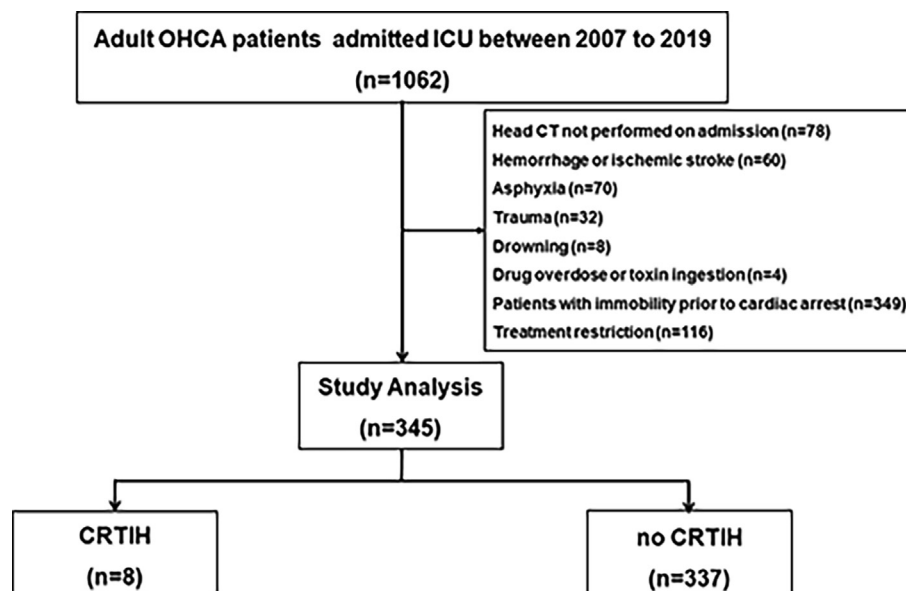 Adult OHCA patients admitted ICU between 2007 to 2019
(n=1062)
Head CT not performed on admission (n=78)
Hemorrhage or ischemic stroke (n=60)
Asphyxia (n=70)
Trauma (n=32)
Drowning (n=8)
Drug overdose or toxin ingestion (n=4)
Patients with immobility prior to cardiac arrest (n=349)
Treatment restriction (n=116)
Study Analysis
(n=345)
CRTIH
(n=8)
no CRTIH
(n=337)